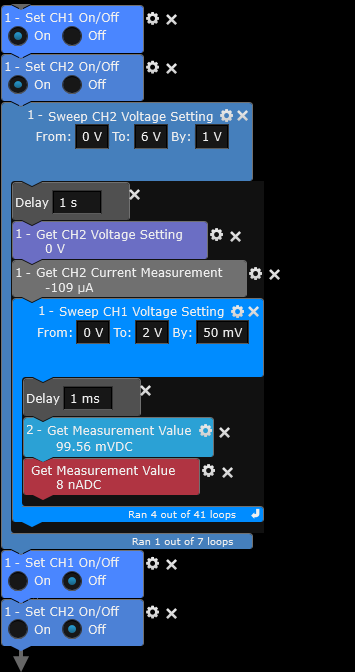 1 - Set CH1 On/Off
On Off
1 - Set CH2 On/Off
On Off
1 - Sweep CH2 Voltage Setting
From: 0 V To: 6 V By: 1 V
Delay 1 s
1 - Get CH2 Voltage Setting
0 V
1 - Get CH2 Current Measurement
-109 µA
1 - Sweep CH1 Voltage Setting
From: 0 V To: 2 V By: 50 mV
Delay 1 ms
2 - Get Measurement Value
99.56 mVDC
Get Measurement Value
8 nADC
Ran 4 out of 41 loops
Ran 1 out of 7 loops
1 - Set CH1 On/Off
On Off
1 - Set CH2 On/Off
On Off